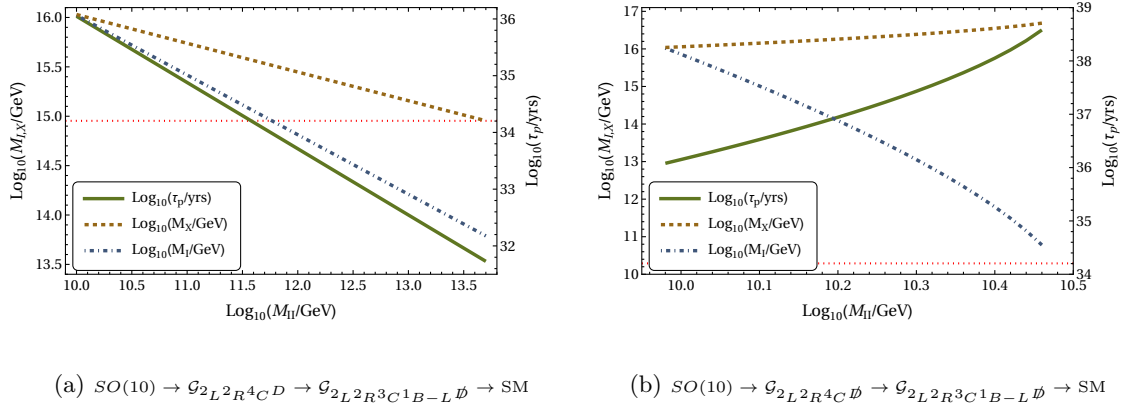 16.0
15.5
15.0
14.5
14.0
13.5
Log10(MI,X/GeV)
36
35
34
33
32
Log10(τp/yrs)
Log10(τp/yrs)
Log10(MX/GeV)
Log10(MI/GeV)
10.0 10.5 11.0 11.5 12.0 12.5 13.0 13.5
Log10(MII/GeV)
17
16
15
14
13
12
11
10
Log10(MI,X/GeV)
39
38
37
36
35
34
Log10(τp/yrs)
Log10(τp/yrs)
Log10(MX/GeV)
Log10(MI/GeV)
10.0 10.1 10.2 10.3 10.4 10.5
Log10(MII/GeV)
(a) SO(10) → 𝒢2L2R4CD → 𝒢2L2R3C1B−LD̸ → SM
(b) SO(10) → 𝒢2L2R4CD̸ → 𝒢2L2R3C1B−LD̸ → SM